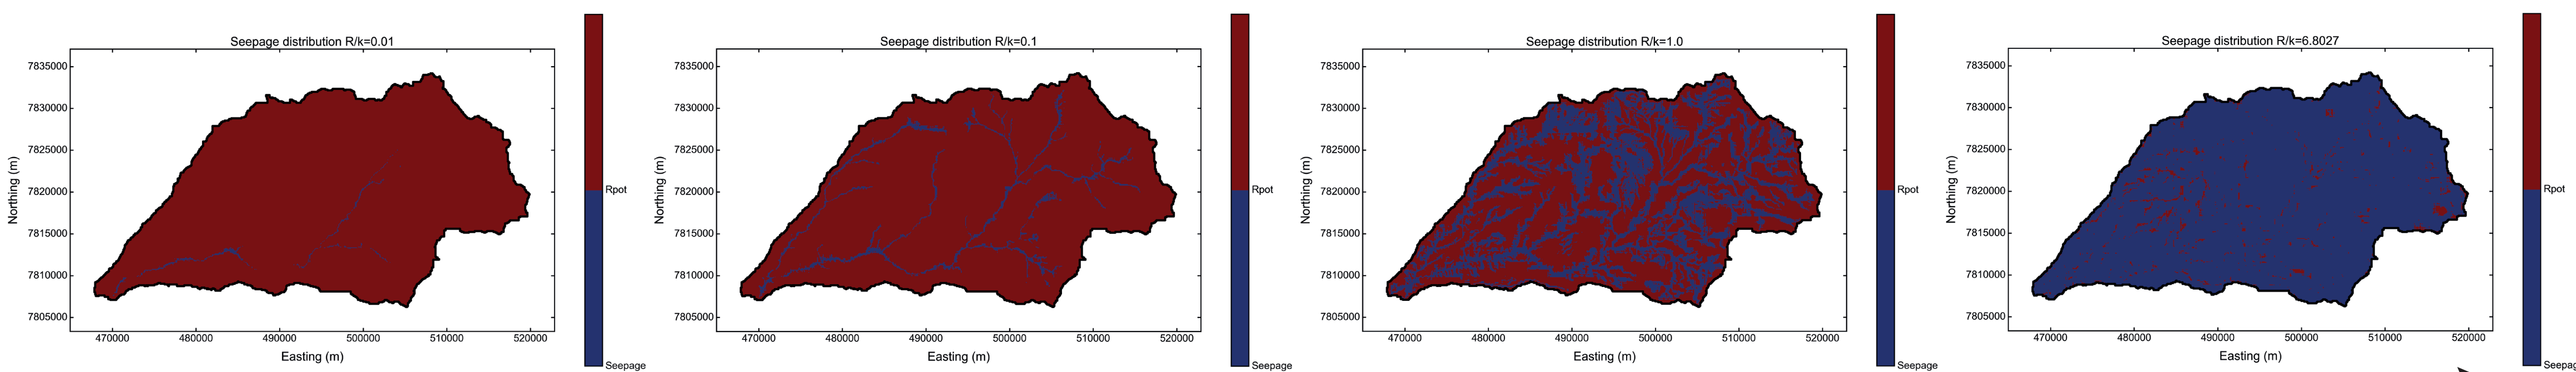 Seepage distribution R/k=0.01
7835000
7830000
7825000
7820000
7815000
7810000
7805000
Northing (m)
470000 480000 490000 500000 510000 520000
Easting (m)
Rpot
Seepage
Seepage distribution R/k=0.1
7835000
7830000
7825000
7820000
7815000
7810000
7805000
Northing (m)
470000 480000 490000 500000 510000 520000
Easting (m)
Rpot
Seepage
Seepage distribution R/k=1.0
7835000
7830000
7825000
7820000
7815000
7810000
7805000
Northing (m)
470000 480000 490000 500000 510000 520000
Easting (m)
Rpot
Seepage
Seepage distribution R/k=6.8027
7835000
7830000
7825000
7820000
7815000
7810000
7805000
Northing (m)
470000 480000 490000 500000 510000 520000
Easting (m)
Rpot
Seepag